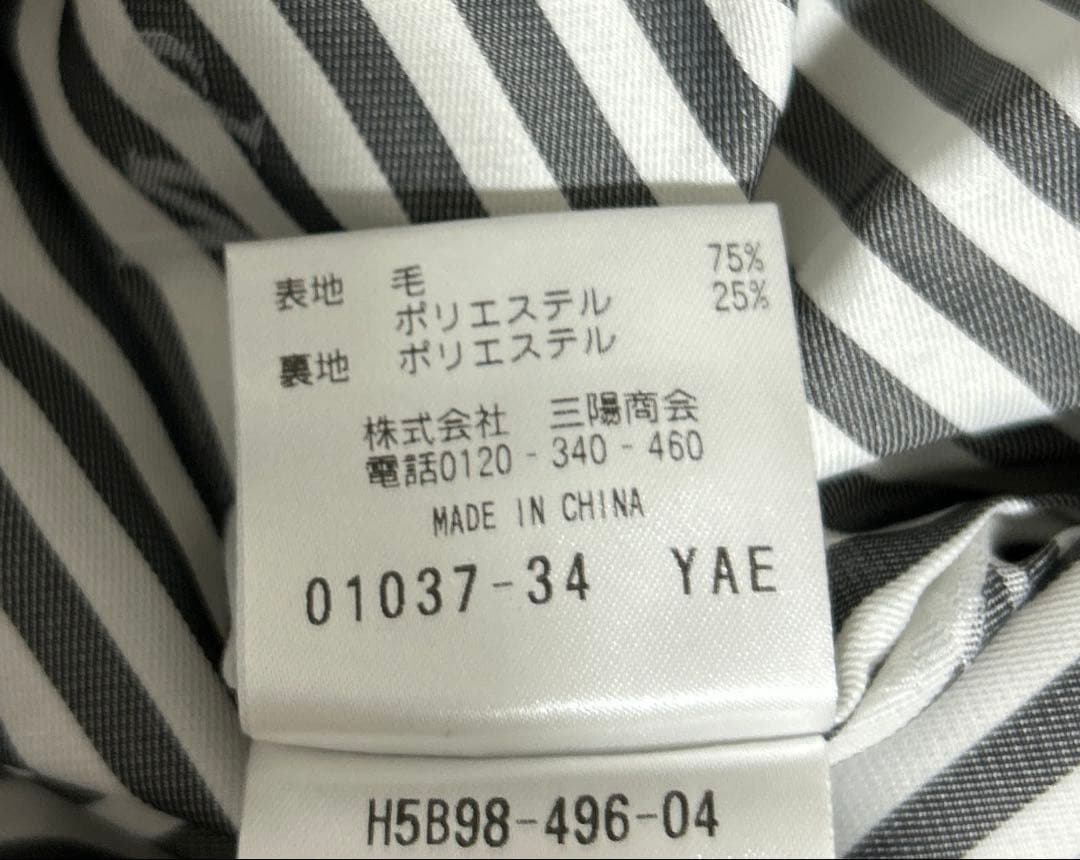 表地 毛 75%
ポリエステル 25%
裏地 ポリエステル
株式会社 三陽商会
電話0120-340-460
MADE IN CHINA
01037-34 YAE
H5B98-496-04